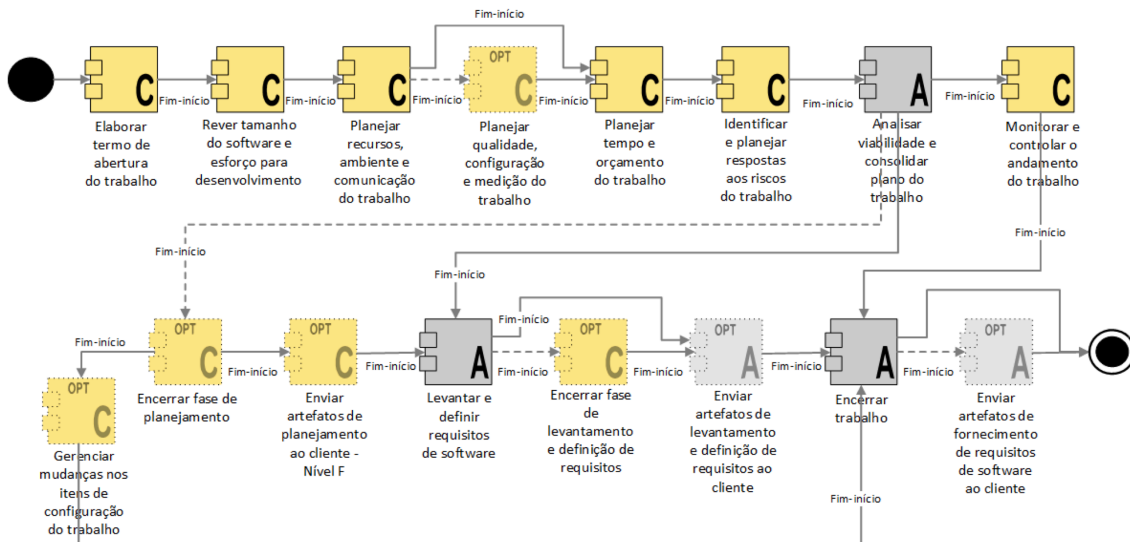 Fim-início
OPT
C
C
C
C
C
C
A
C
Fim-início
Fim-início
Fim-início
Fim-início
Fim-início
Fim-início
Fim-início
Fim-início
Elaborar
termo de
abertura
do trabalho
Rever tamanho
do software e
esforço para
desenvolvimento
Planejar
recursos,
ambiente e
comunicação
do trabalho
Planejar
qualidade,
configuração
e medição do
trabalho
Planejar
tempo e
orçamento
do trabalho
Identificar
e planejar
respostas
aos riscos
do trabalho
Analisar
viabilidade e
consolidar
plano do
trabalho
Monitorar e
controlar o
andamento
do trabalho
Fim-início
Fim-início
Fim-início
OPT
C
OPT
C
A
Fim-início
OPT
C
OPT
A
A
OPT
A
Fim-início
Fim-início
Fim-início
Fim-início
Fim-início
Fim-início
Fim-início
OPT
C
Gerenciar
mudanças nos
itens de
configuração
do trabalho
Encerrar fase de
planejamento
Enviar
artefatos de
planejamento
ao cliente -
Nível F
Levantar e
definir
requisitos
de software
Encerrar fase
de
levantamento
e definição de
requisitos
Enviar
artefatos de
levantamento
e definição de
requisitos ao
cliente
Encerrar
trabalho
Enviar
artefatos de
fornecimento
de requisitos
de software
ao cliente
Fim-início